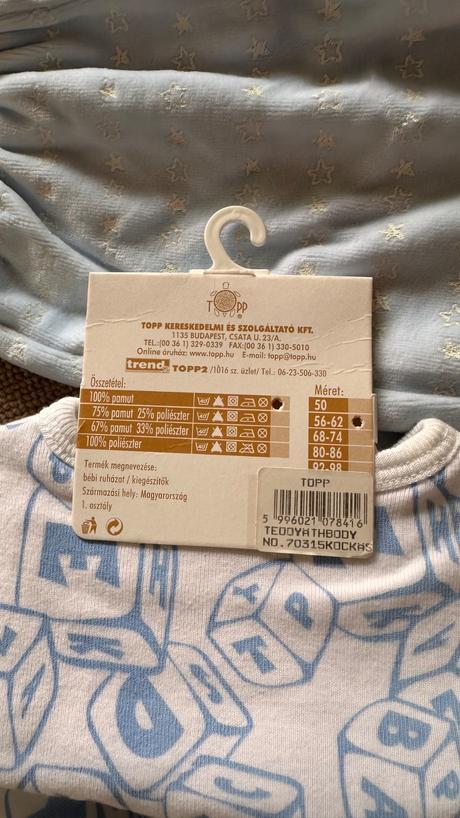 TOPP
TOPP KERESKEDELMI ÉS SZOLGÁLTATÓ KFT.
1135 BUDAPEST, CSATA U. 23/A.
TEL.:(00 36 1) 329-0339 FAX:(00 36 1) 330-5010
Online áruház: www.topp.hu E-mail: topp@topp.hu
trend TOPP2 /1016 sz. üzlet/ Tel.: 06-23-506-330
Összetétel:
100% pamut
75% pamut 25% poliészter
67% pamut 33% poliészter
100% poliészter
Méret:
50
56-62
68-74
80-86
92-98
Termék megnevezése:
bébi ruházat / kiegészítők
Származási hely: Magyarország
1. osztály
TOPP
5 996021 078416
TEDDYATHBODY
NO.70315KOCKÁS